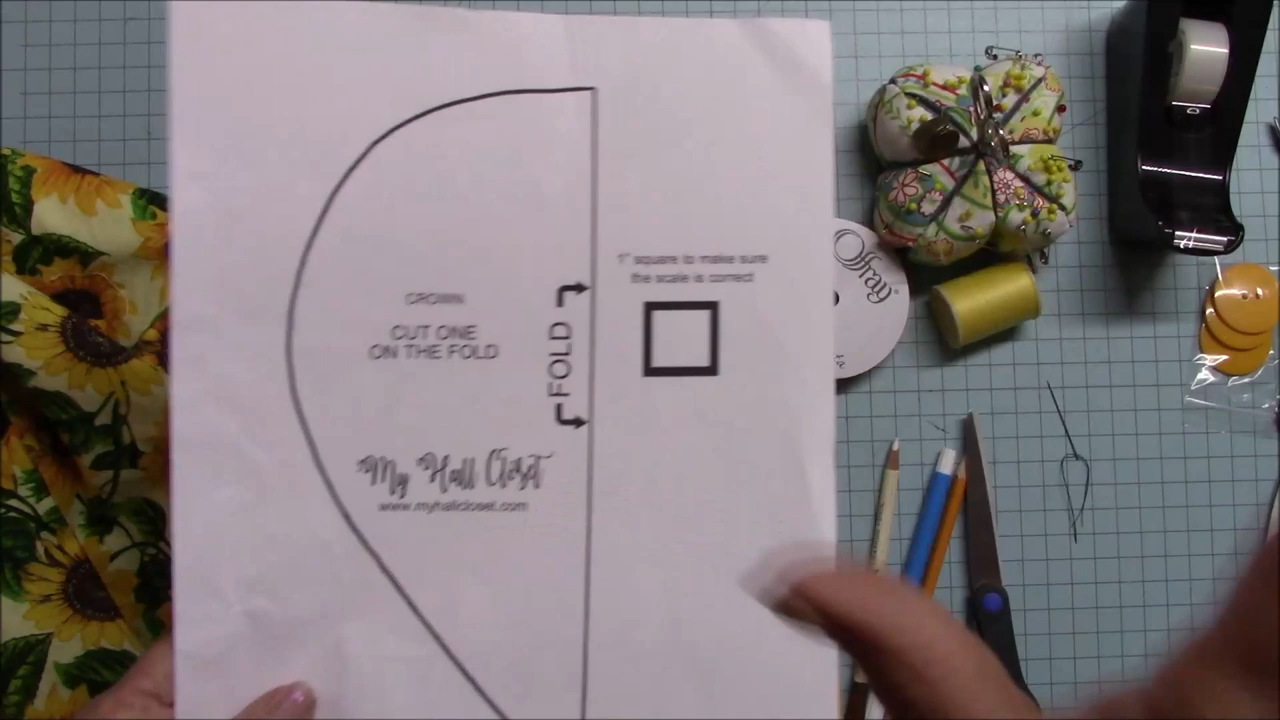 CROWN
CUT ONE
ON THE FOLD
FOLD
My Hall Closet
www.myhallcloset.com
1" square to make sure
the scale is correct
Offray